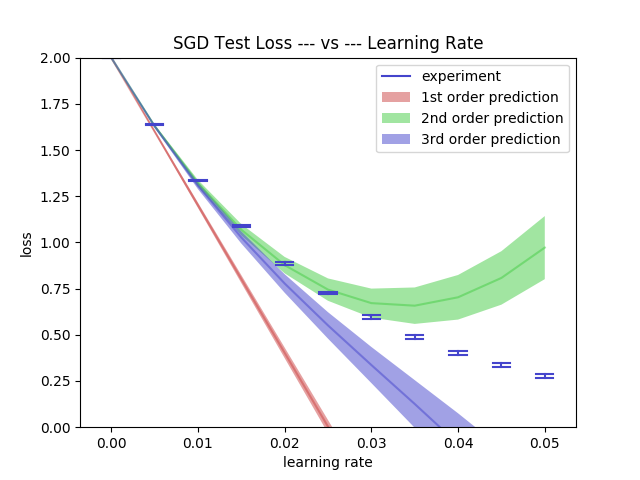 SGD Test Loss --- vs --- Learning Rate
2.00
1.75
1.50
1.25
1.00
0.75
0.50
0.25
0.00
loss
experiment
1st order prediction
2nd order prediction
3rd order prediction
0.00 0.01 0.02 0.03 0.04 0.05
learning rate